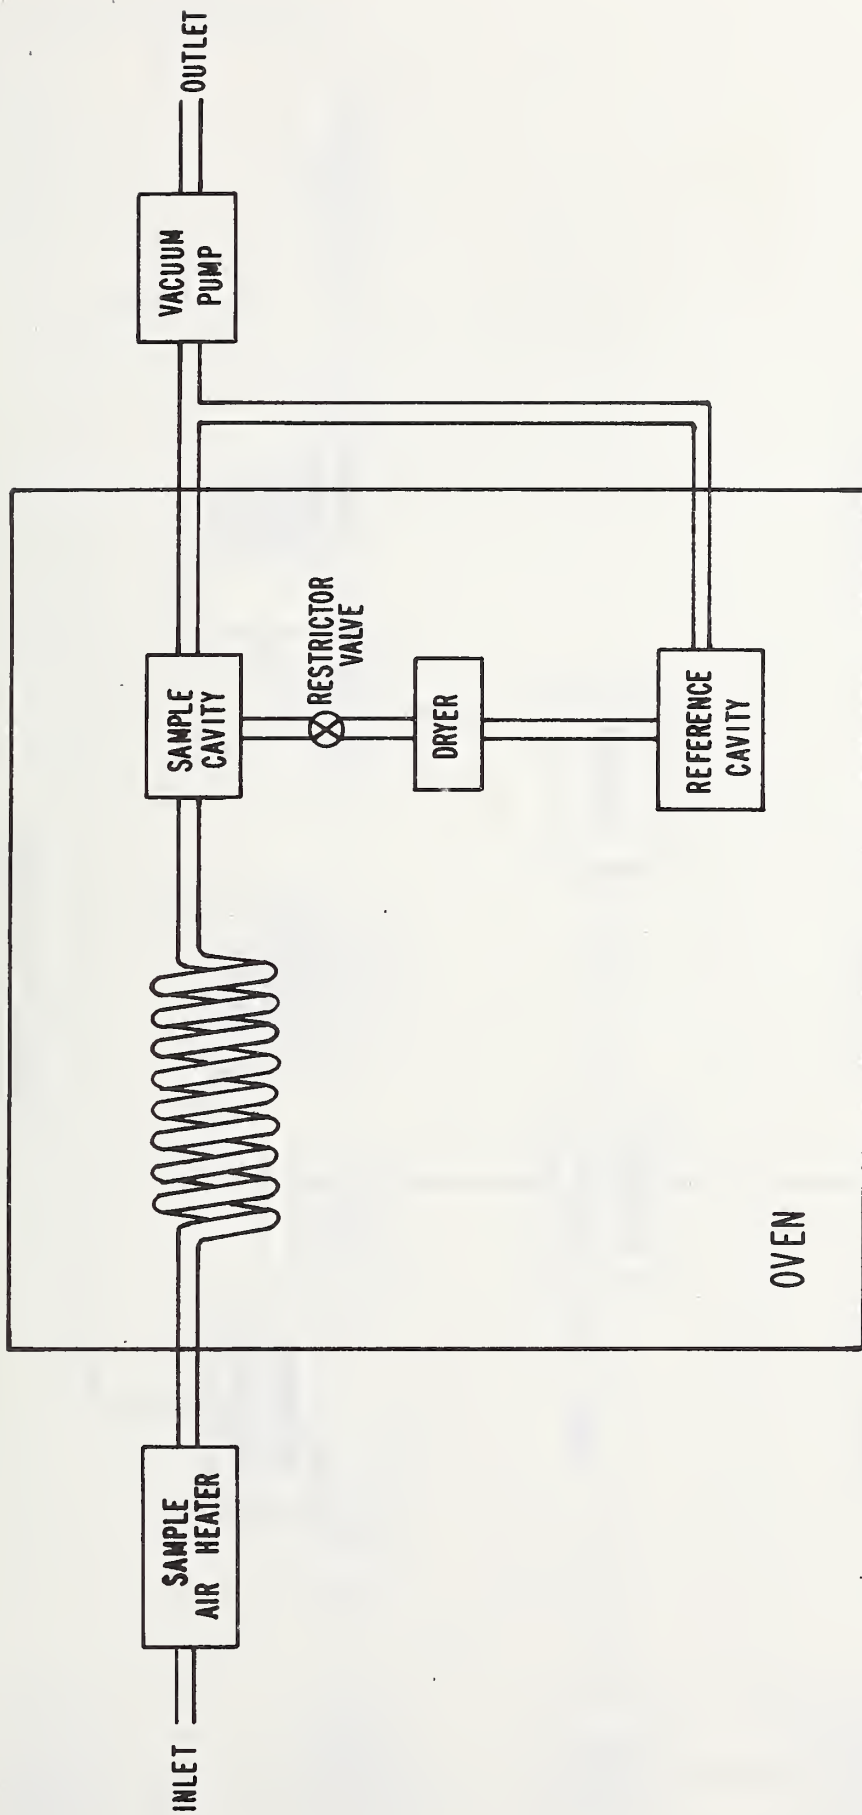 INLET
SAMPLE
AIR HEATER
SAMPLE
CAVITY
RESTRICTOR
VALVE
DRYER
REFERENCE
CAVITY
VACUUM
PUMP
OUTLET
OVEN